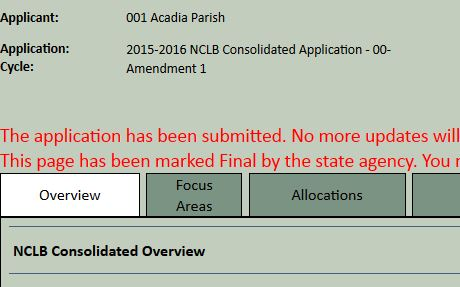 Applicant: 001 Acadia Parish
Application: 2015-2016 NCLB Consolidated Application - 00-
Cycle: Amendment 1
The application has been submitted. No more updates will
This page has been marked Final by the state agency. You
Overview
Focus
Areas
Allocations
NCLB Consolidated Overview